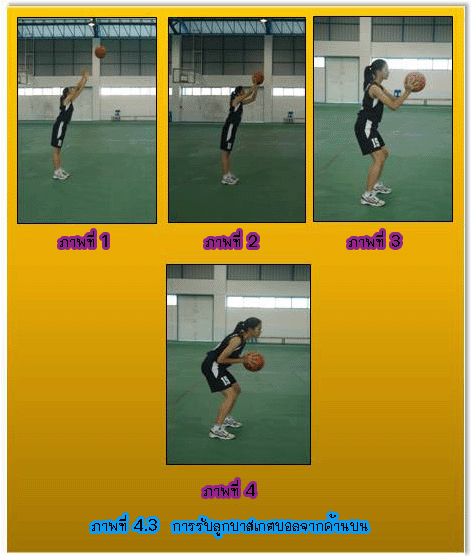 ภาพที่ 1
ภาพที่ 2
ภาพที่ 3
ภาพที่ 4
ภาพที่ 4.3 การรับลูกบาสเกตบอลจากด้านบน